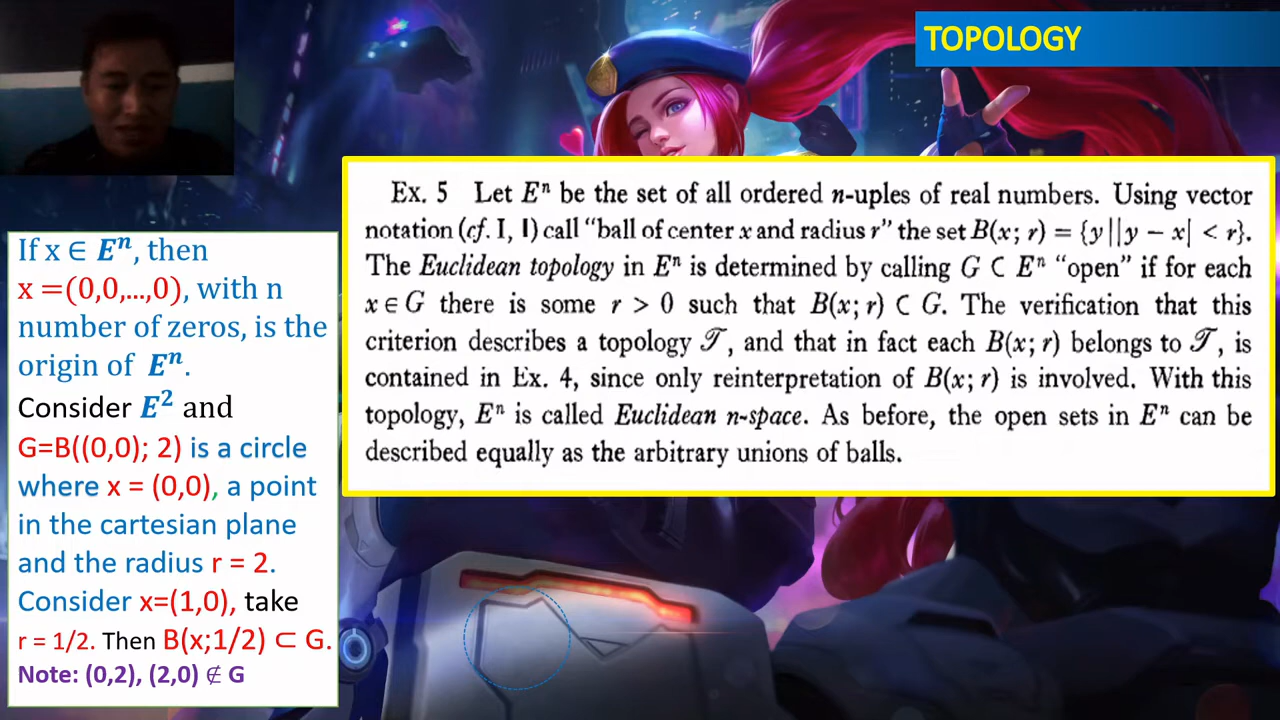 TOPOLOGY
Ex. 5 Let Eⁿ be the set of all ordered n-uples of real numbers. Using vector
notation (cf. I, 1) call “ball of center x and radius r” the set B(x; r) = {y||y − x| < r}.
The Euclidean topology in Eⁿ is determined by calling G ⊂ Eⁿ “open” if for each
x ∈ G there is some r > 0 such that B(x; r) ⊂ G. The verification that this
criterion describes a topology 𝒯, and that in fact each B(x; r) belongs to 𝒯, is
contained in Ex. 4, since only reinterpretation of B(x; r) is involved. With this
topology, Eⁿ is called Euclidean n-space. As before, the open sets in Eⁿ can be
described equally as the arbitrary unions of balls.
If x ∈ Eⁿ, then
x =(0,0,...,0), with n
number of zeros, is the
origin of Eⁿ.
Consider E² and
G=B((0,0); 2) is a circle
where x = (0,0), a point
in the cartesian plane
and the radius r = 2.
Consider x=(1,0), take
r = 1/2. Then B(x;1/2) ⊂ G.
Note: (0,2), (2,0) ∉ G